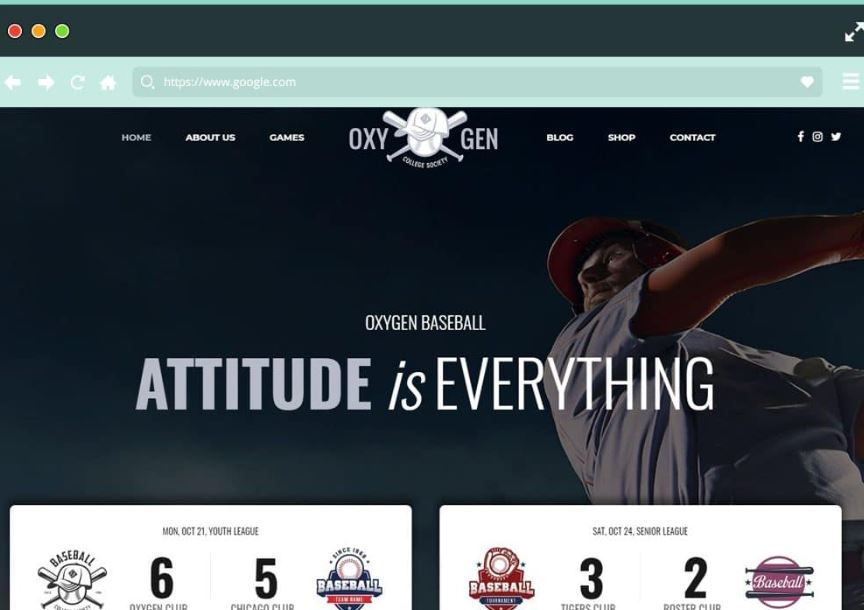 https://www.google.com
HOME ABOUT US GAMES OXY GEN BLOG SHOP CONTACT
COLLEGE SOCIETY
OXYGEN BASEBALL
ATTITUDE is EVERYTHING
MON, OCT 21, YOUTH LEAGUE
BASEBALL
6
OXYGEN CLUB
5
CHICAGO CLUB
SINCE 1868
BASEBALL
TEAM NAME
SAT, OCT 24, SENIOR LEAGUE
BASEBALL
TOURNAMENT
3
TIGERS CLUB
2
ROSTER CLUB
Baseball